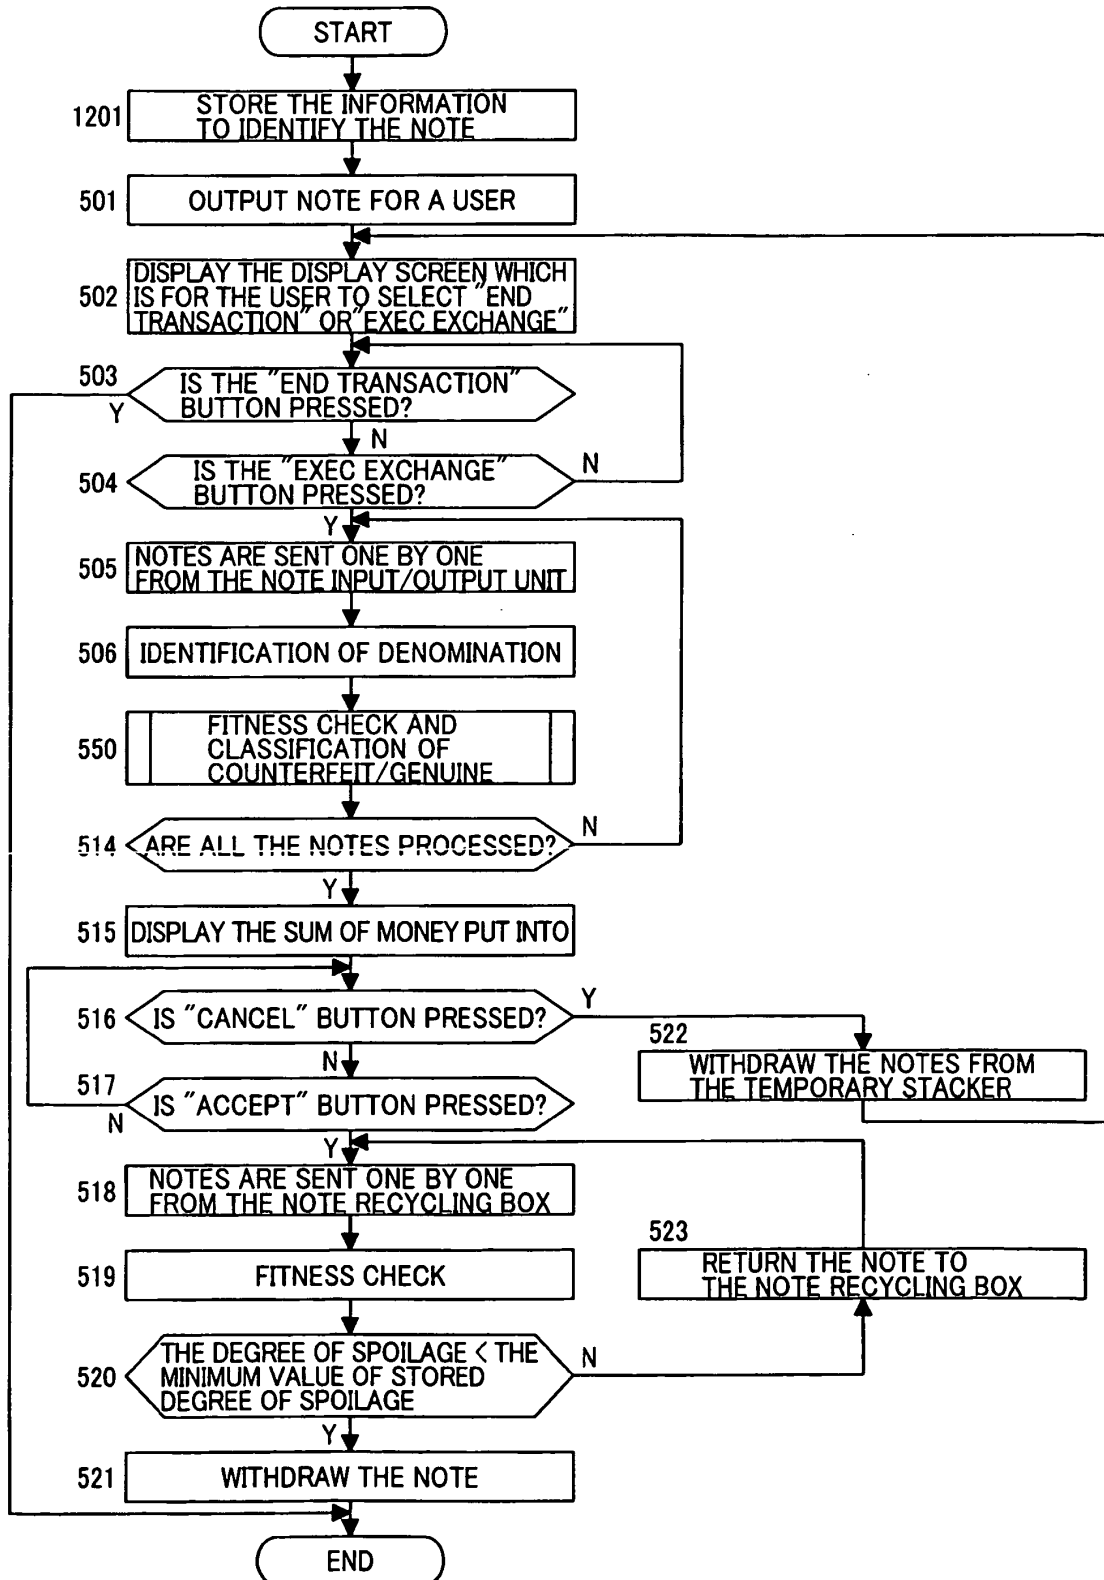 START
1201
STORE THE INFORMATION
TO IDENTIFY THE NOTE
501
OUTPUT NOTE FOR A USER
502
DISPLAY THE DISPLAY SCREEN WHICH
IS FOR THE USER TO SELECT "END
TRANSACTION" OR "EXEC EXCHANGE"
503
IS THE "END TRANSACTION"
BUTTON PRESSED?
Y
N
504
IS THE "EXEC EXCHANGE"
BUTTON PRESSED?
N
Y
505
NOTES ARE SENT ONE BY ONE
FROM THE NOTE INPUT/OUTPUT UNIT
506
IDENTIFICATION OF DENOMINATION
550
FITNESS CHECK AND
CLASSIFICATION OF
COUNTERFEIT/GENUINE
514
ARE ALL THE NOTES PROCESSED?
N
Y
515
DISPLAY THE SUM OF MONEY PUT INTO
516
IS "CANCEL" BUTTON PRESSED?
Y
N
522
WITHDRAW THE NOTES FROM
THE TEMPORARY STACKER
517
IS "ACCEPT" BUTTON PRESSED?
N
Y
518
NOTES ARE SENT ONE BY ONE
FROM THE NOTE RECYCLING BOX
519
FITNESS CHECK
523
RETURN THE NOTE TO
THE NOTE RECYCLING BOX
520
THE DEGREE OF SPOILAGE < THE
MINIMUM VALUE OF STORED
DEGREE OF SPOILAGE
N
Y
521
WITHDRAW THE NOTE
END